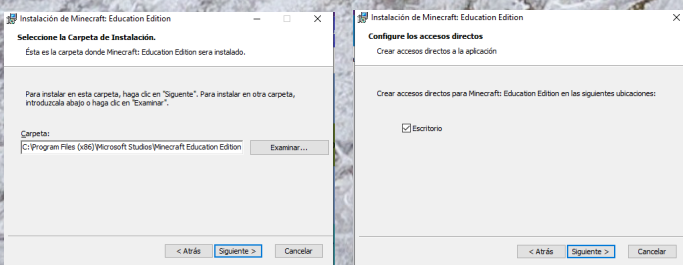 Instalación de Minecraft: Education Edition
Seleccione la Carpeta de Instalación.
Ésta es la carpeta donde Minecraft: Education Edition sera instalado.
Para instalar en esta carpeta, haga clic en "Siguente". Para instalar en otra carpeta,
introduzcala abajo o haga clic en "Examinar".
Carpeta:
C:\Program Files (x86)\Microsoft Studios\Minecraft Education Edition
Examinar...
< Atrás
Siguiente >
Cancelar
Instalación de Minecraft: Education Edition
Configure los accesos directos
Crear accesos directos a la aplicación
Crear accesos directos para Minecraft: Education Edition en las siguientes ubicaciones:
Escritorio
< Atrás
Siguiente >
Cancelar